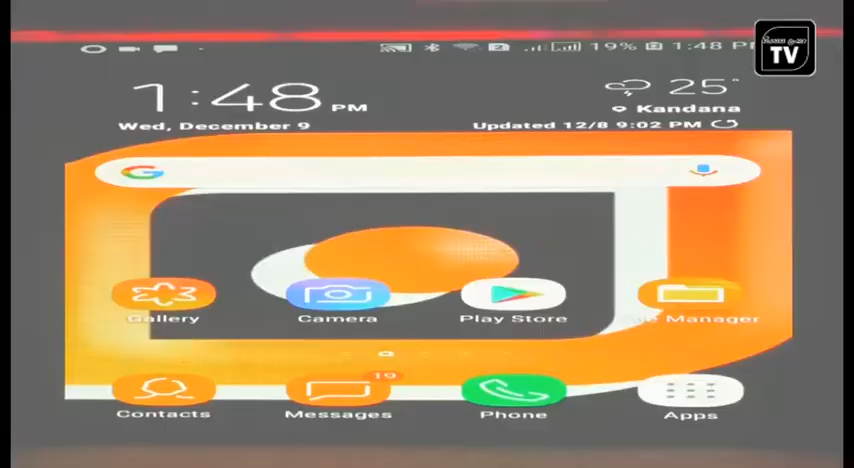 TV
2 19% 1:48 P
1:48 PM
25°
Kandana
Wed, December 9
Updated 12/8 9:02 PM
Gallery
Camera
Play Store
Manager
19
Contacts
Messages
Phone
Apps